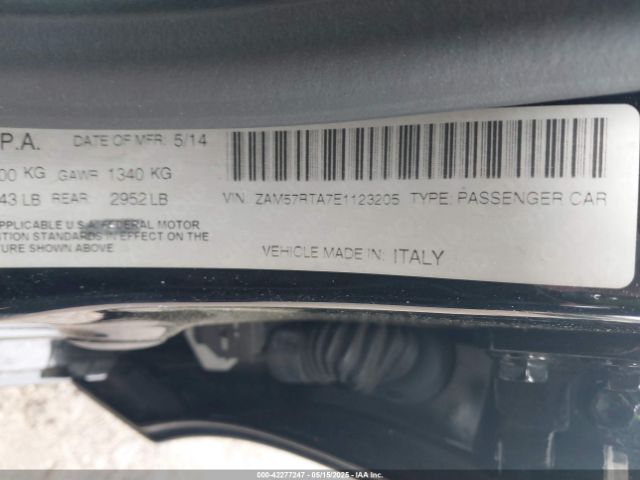 P.A. DATE OF MFR: 5/14
00 KG GAWR 1340 KG
43 LB REAR 2952 LB
VIN: ZAM57RTA7E1123205 TYPE: PASSENGER CAR
APPLICABLE U.S.A. FEDERAL MOTOR
TION STANDARDS IN EFFECT ON THE
TURE SHOWN ABOVE
VEHICLE MADE IN: ITALY
000-42277247 - 05/15/2025 - IAA Inc.